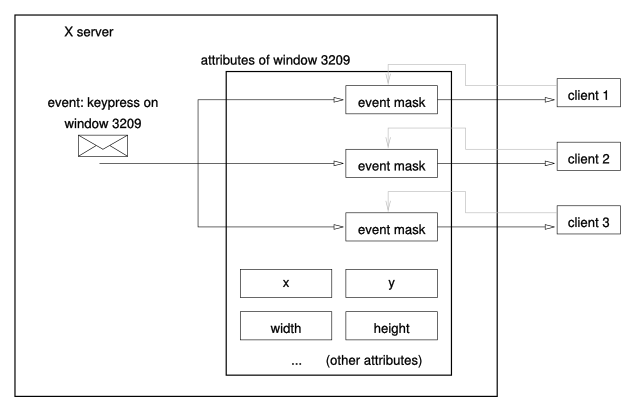 X server
attributes of window 3209
event: keypress on
window 3209
event mask
client 1
event mask
client 2
event mask
client 3
x
y
width
height
... (other attributes)